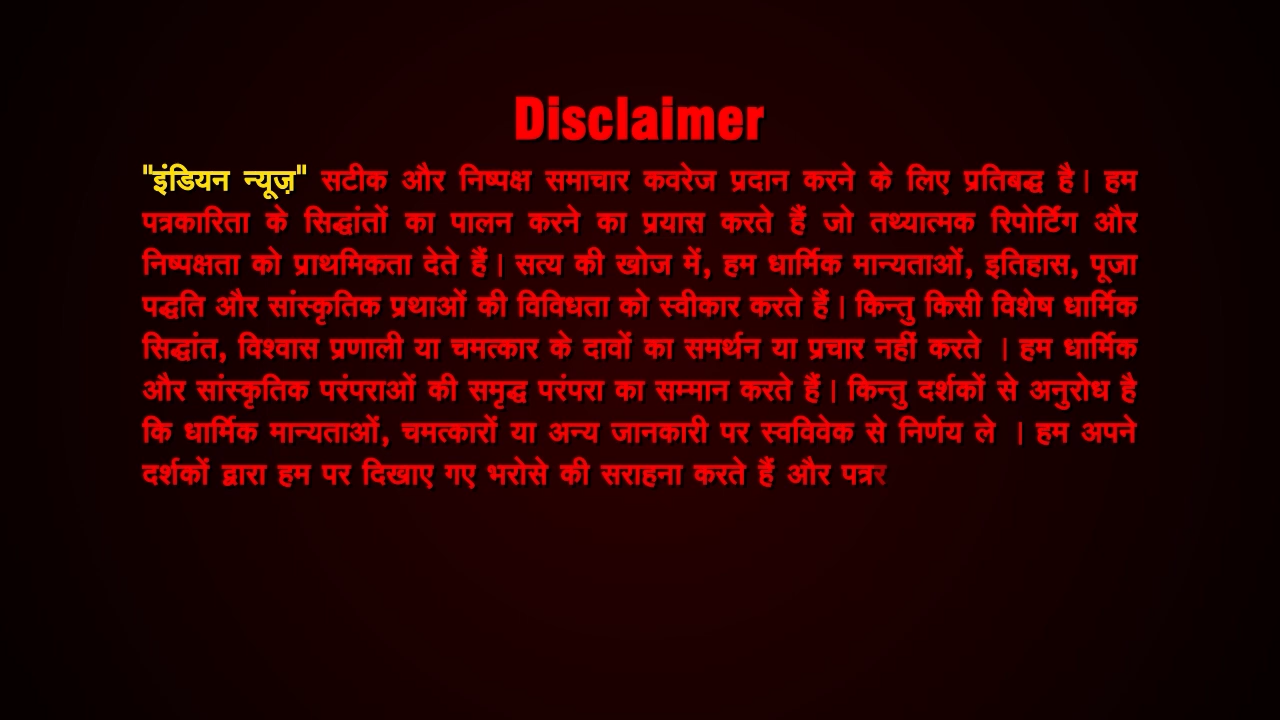 Disclaimer
"इंडियन न्यूज़" सटीक और निष्पक्ष समाचार कवरेज प्रदान करने के लिए प्रतिबद्ध है। हम
पत्रकारिता के सिद्धांतों का पालन करने का प्रयास करते हैं जो तथ्यात्मक रिपोर्टिंग और
निष्पक्षता को प्राथमिकता देते हैं। सत्य की खोज में, हम धार्मिक मान्यताओं, इतिहास, पूजा
पद्धति और सांस्कृतिक प्रथाओं की विविधता को स्वीकार करते हैं। किन्तु किसी विशेष धार्मिक
सिद्धांत, विश्वास प्रणाली या चमत्कार के दावों का समर्थन या प्रचार नहीं करते । हम धार्मिक
और सांस्कृतिक परंपराओं की समृद्ध परंपरा का सम्मान करते हैं। किन्तु दर्शकों से अनुरोध है
कि धार्मिक मान्यताओं, चमत्कारों या अन्य जानकारी पर स्वविवेक से निर्णय ले । हम अपने
दर्शकों द्वारा हम पर दिखाए गए भरोसे की सराहना करते हैं और